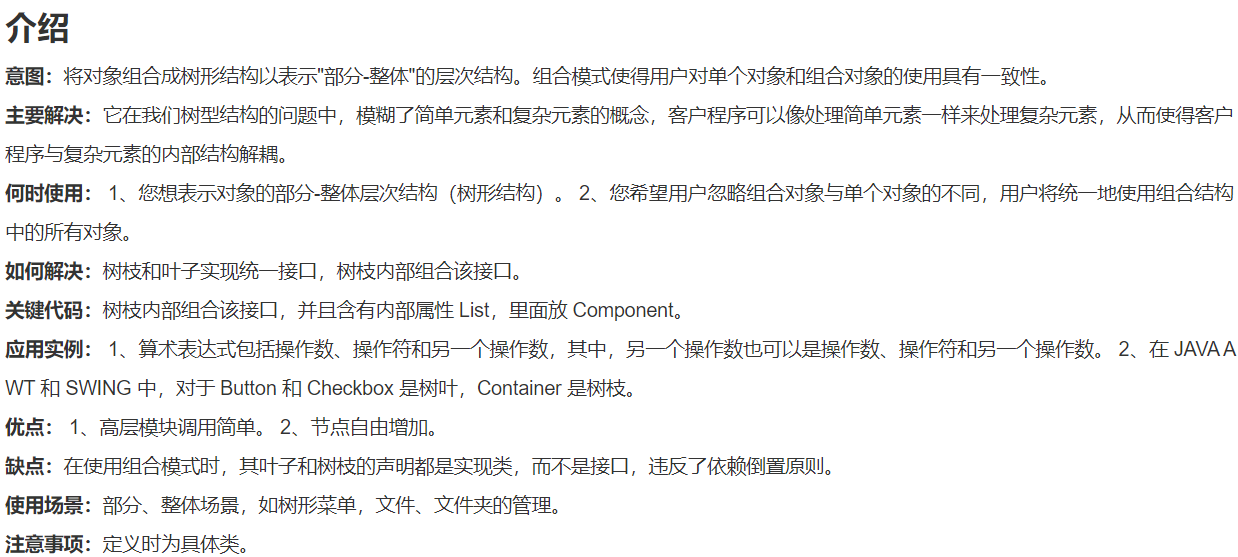 介绍
意图：将对象组合成树形结构以表示"部分-整体"的层次结构。组合模式使得用户对单个对象和组合对象的使用具有一致性。
主要解决：它在我们树型结构的问题中，模糊了简单元素和复杂元素的概念，客户程序可以像处理简单元素一样来处理复杂元素，从而使得客户
程序与复杂元素的内部结构解耦。
何时使用： 1、您想表示对象的部分-整体层次结构（树形结构）。 2、您希望用户忽略组合对象与单个对象的不同，用户将统一地使用组合结构
中的所有对象。
如何解决：树枝和叶子实现统一接口，树枝内部组合该接口。
关键代码：树枝内部组合该接口，并且含有内部属性 List，里面放 Component。
应用实例： 1、算术表达式包括操作数、操作符和另一个操作数，其中，另一个操作数也可以是操作数、操作符和另一个操作数。 2、在 JAVA A
WT 和 SWING 中，对于 Button 和 Checkbox 是树叶，Container 是树枝。
优点： 1、高层模块调用简单。 2、节点自由增加。
缺点：在使用组合模式时，其叶子和树枝的声明都是实现类，而不是接口，违反了依赖倒置原则。
使用场景：部分、整体场景，如树形菜单，文件、文件夹的管理。
注意事项：定义时为具体类。